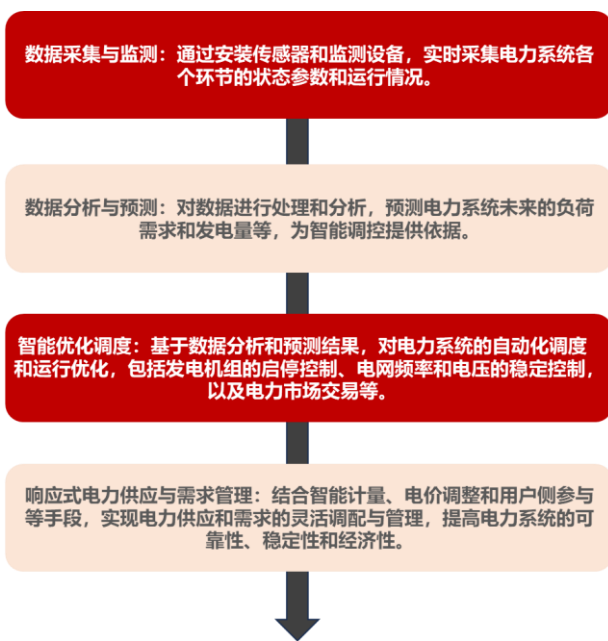 数据采集与监测：通过安装传感器和监测设备，实时采集电力系统各
个环节的状态参数和运行情况。
数据分析与预测：对数据进行处理和分析，预测电力系统未来的负荷
需求和发电量等，为智能调控提供依据。
智能优化调度：基于数据分析和预测结果，对电力系统的自动化调度
和运行优化，包括发电机组的启停控制、电网频率和电压的稳定控制，
以及电力市场交易等。
响应式电力供应与需求管理：结合智能计量、电价调整和用户侧参与
等手段，实现电力供应和需求的灵活调配与管理，提高电力系统的可
靠性、稳定性和经济性。